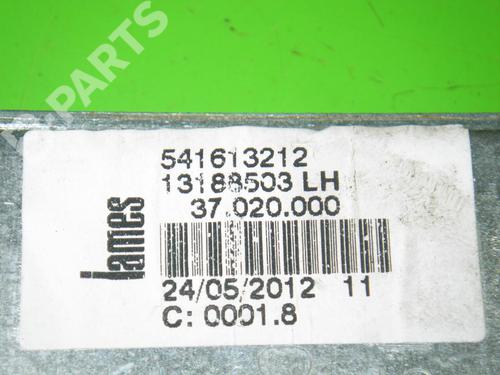 B-PARTS
541613212
13188503 LH
37.020.000
lames
24/05/2012 11
C: 0001.8